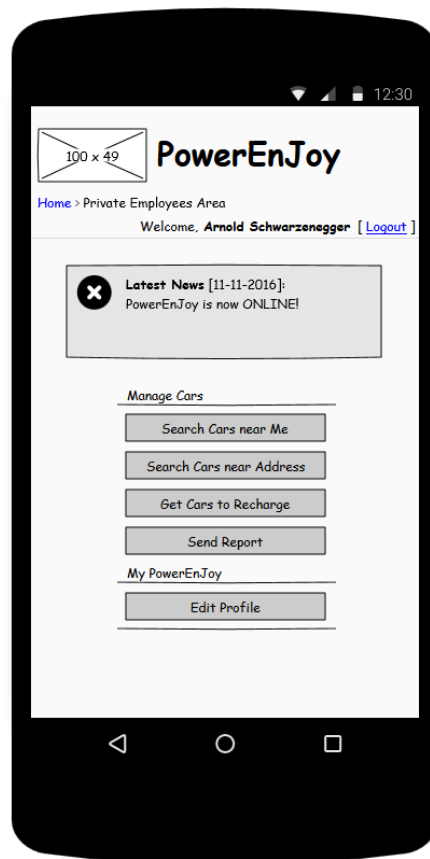 12:30
100 x 49
PowerEnJoy
Home > Private Employees Area
Welcome, Arnold Schwarzenegger [ Logout ]
Latest News [11-11-2016]:
PowerEnJoy is now ONLINE!
Manage Cars
Search Cars near Me
Search Cars near Address
Get Cars to Recharge
Send Report
My PowerEnJoy
Edit Profile